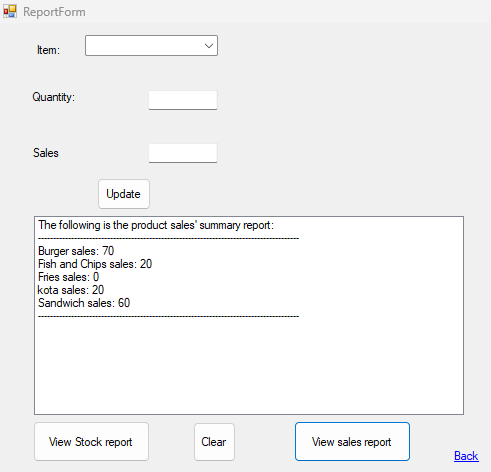 ReportForm
Item:
Quantity:
Sales
Update
The following is the product sales' summary report:
----------------------------------------------------------------------------------------
Burger sales: 70
Fish and Chips sales: 20
Fries sales: 0
kota sales: 20
Sandwich sales: 60
----------------------------------------------------------------------------------------
View Stock report
Clear
View sales report
Back